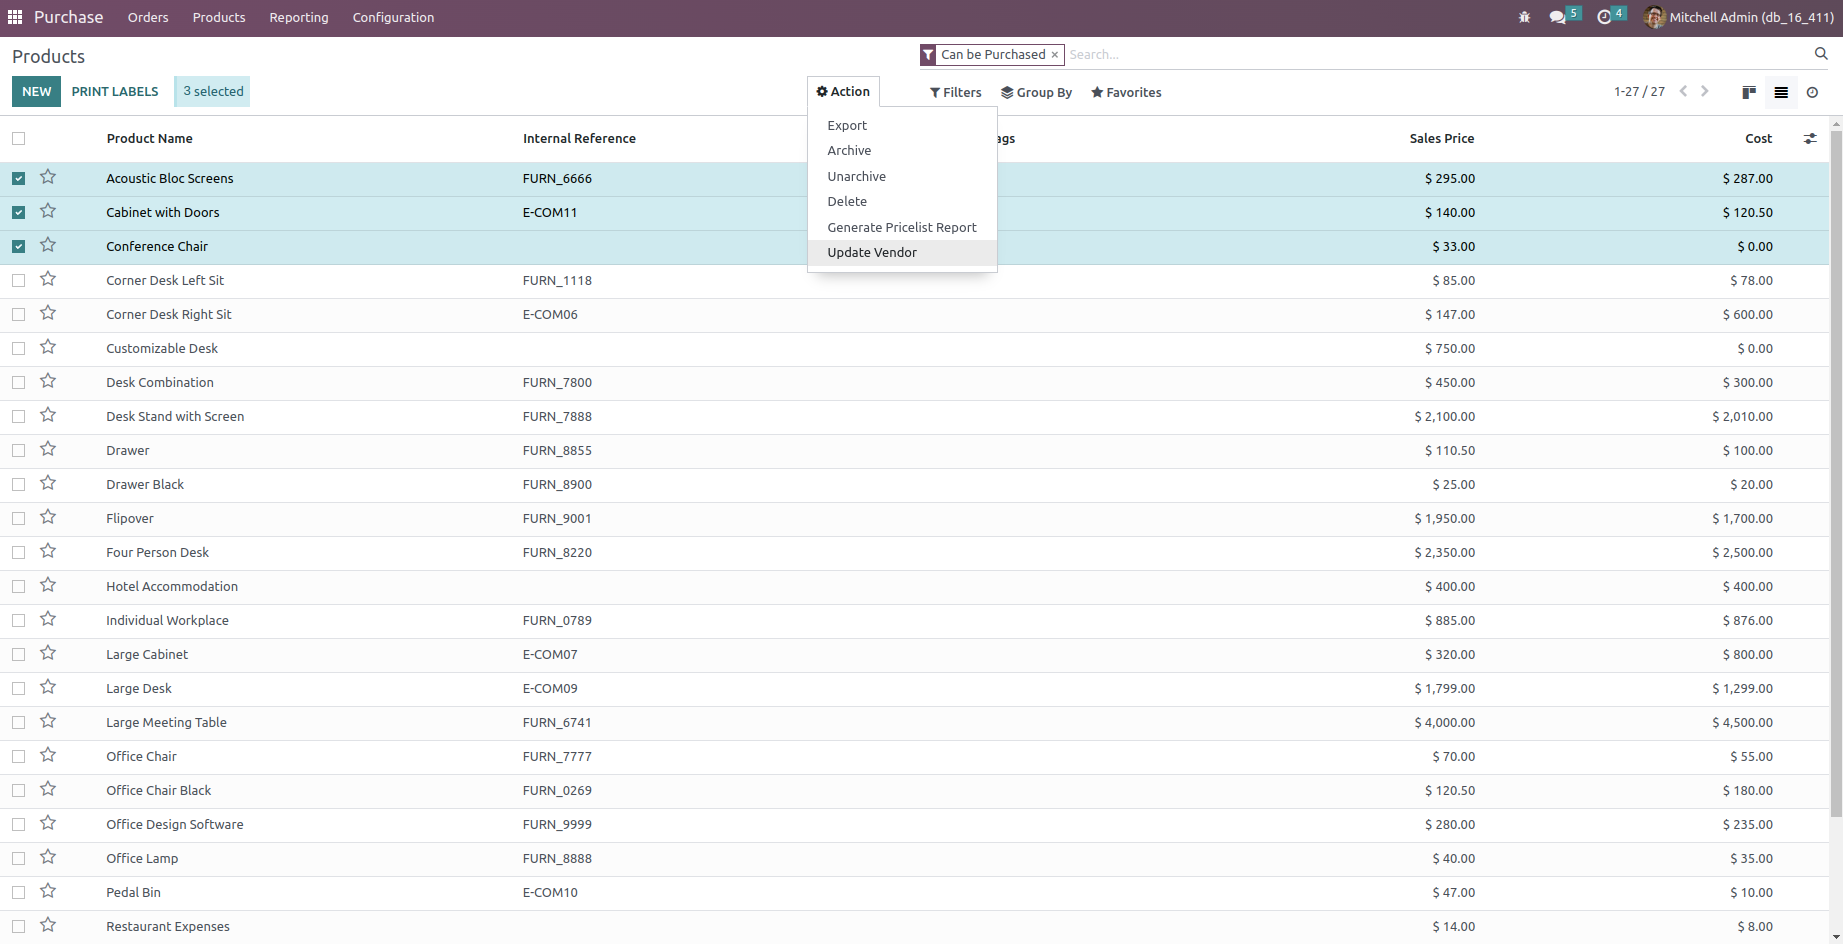 Purchase Orders Products Reporting Configuration 5 4 Mitchell Admin (db_16_411)
Products Can be Purchased × Search...
NEW PRINT LABELS 3 selected Action Filters Group By Favorites 1-27 / 27
Export
Archive
Unarchive
Delete
Generate Pricelist Report
Update Vendor
Product Name Internal Reference ags Sales Price Cost
Acoustic Bloc Screens FURN_6666 $ 295.00 $ 287.00
Cabinet with Doors E-COM11 $ 140.00 $ 120.50
Conference Chair $ 33.00 $ 0.00
Corner Desk Left Sit FURN_1118 $ 85.00 $ 78.00
Corner Desk Right Sit E-COM06 $ 147.00 $ 600.00
Customizable Desk $ 750.00 $ 0.00
Desk Combination FURN_7800 $ 450.00 $ 300.00
Desk Stand with Screen FURN_7888 $ 2,100.00 $ 2,010.00
Drawer FURN_8855 $ 110.50 $ 100.00
Drawer Black FURN_8900 $ 25.00 $ 20.00
Flipover FURN_9001 $ 1,950.00 $ 1,700.00
Four Person Desk FURN_8220 $ 2,350.00 $ 2,500.00
Hotel Accommodation $ 400.00 $ 400.00
Individual Workplace FURN_0789 $ 885.00 $ 876.00
Large Cabinet E-COM07 $ 320.00 $ 800.00
Large Desk E-COM09 $ 1,799.00 $ 1,299.00
Large Meeting Table FURN_6741 $ 4,000.00 $ 4,500.00
Office Chair FURN_7777 $ 70.00 $ 55.00
Office Chair Black FURN_0269 $ 120.50 $ 180.00
Office Design Software FURN_9999 $ 280.00 $ 235.00
Office Lamp FURN_8888 $ 40.00 $ 35.00
Pedal Bin E-COM10 $ 47.00 $ 10.00
Restaurant Expenses $ 14.00 $ 8.00